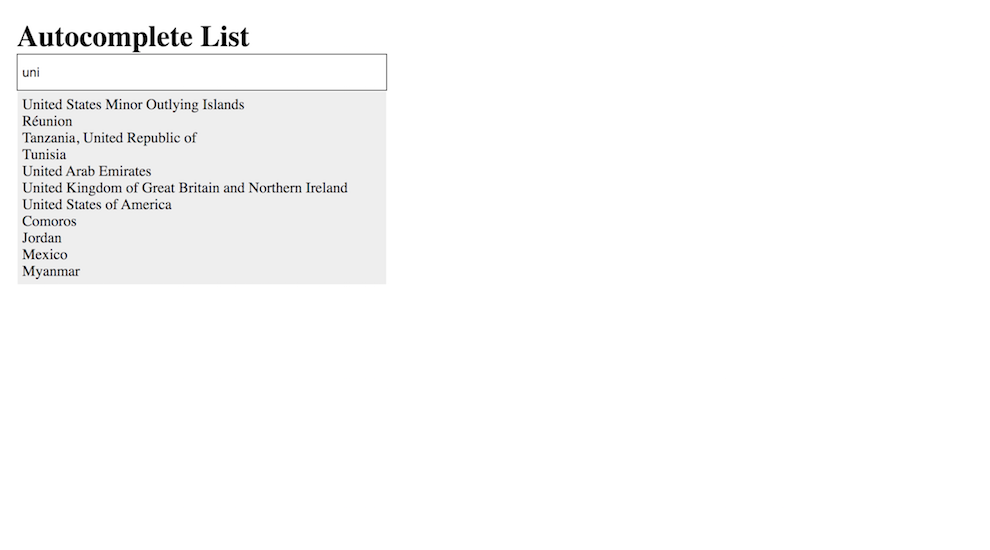 Autocomplete List
uni
United States Minor Outlying Islands
Réunion
Tanzania, United Republic of
Tunisia
United Arab Emirates
United Kingdom of Great Britain and Northern Ireland
United States of America
Comoros
Jordan
Mexico
Myanmar